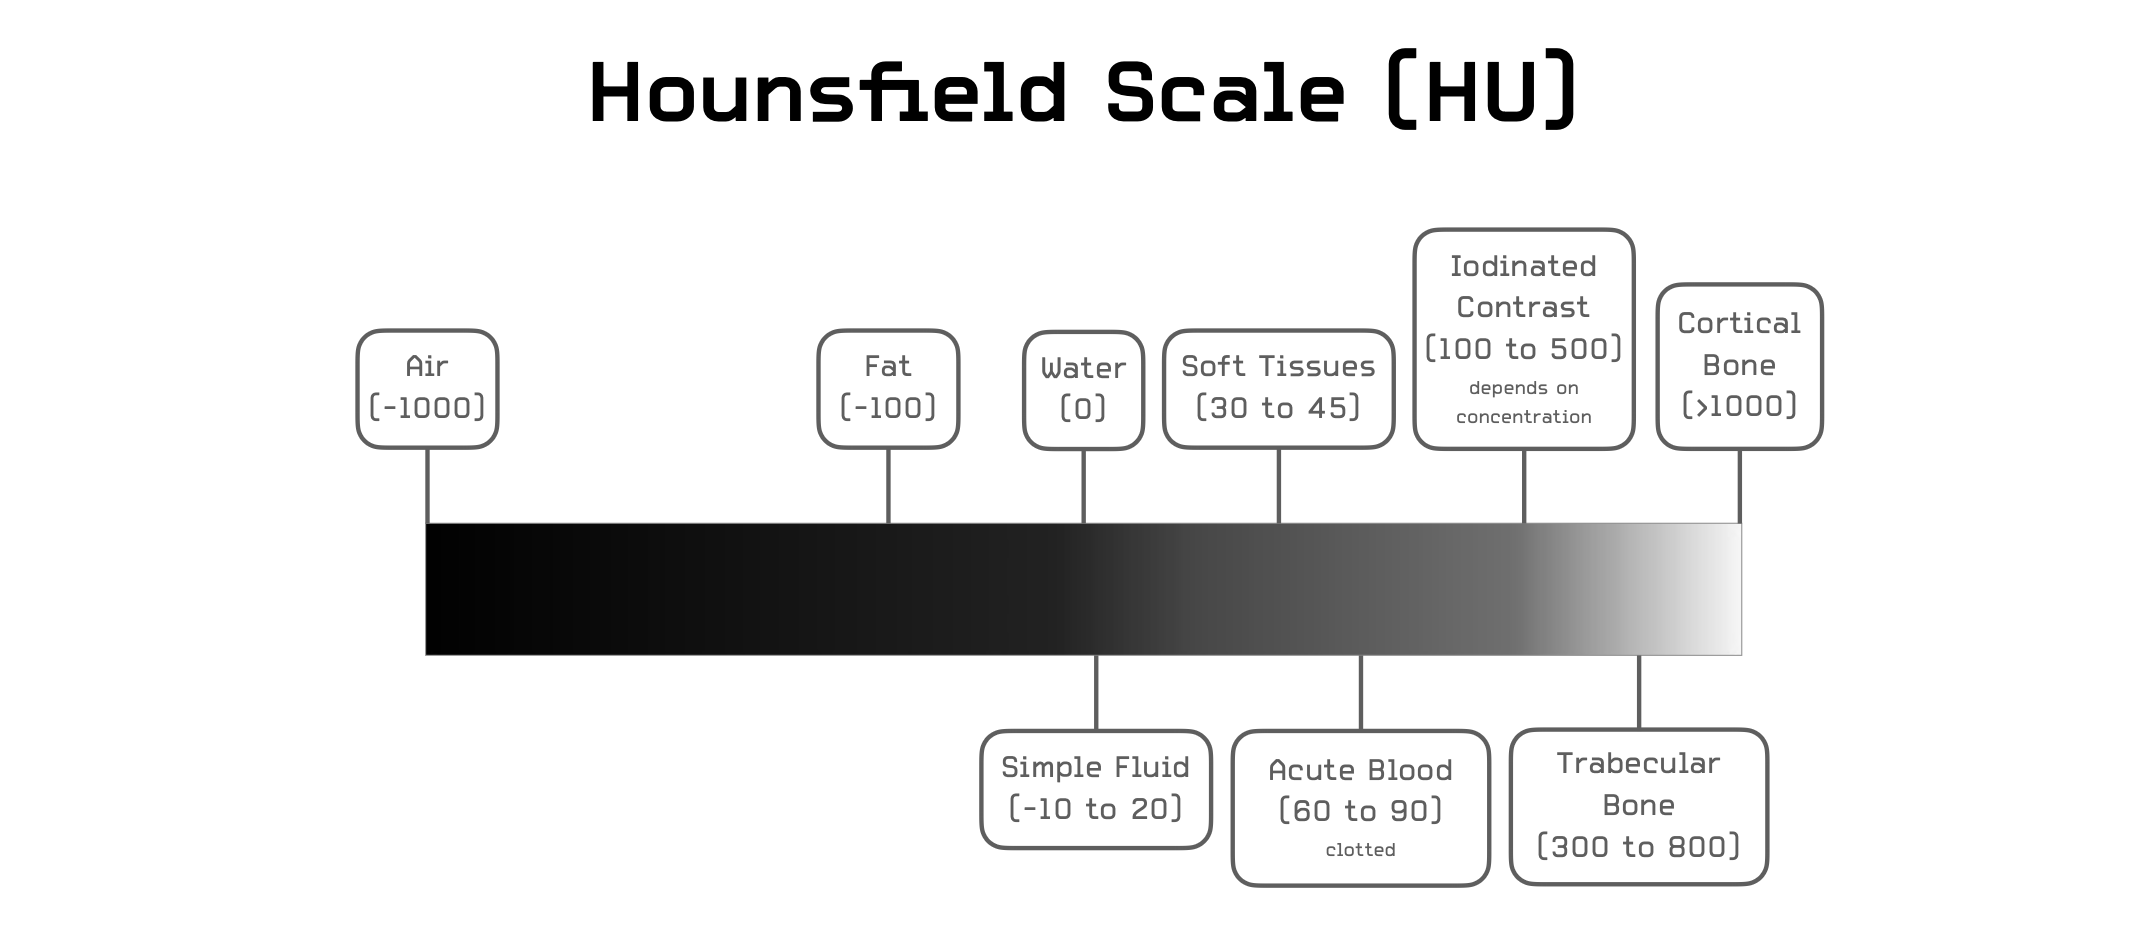 Hounsfield Scale (HU)
Air
(-1000)
Fat
(-100)
Water
(0)
Soft Tissues
(30 to 45)
Iodinated
Contrast
(100 to 500)
depends on
concentration
Cortical
Bone
(>1000)
Simple Fluid
(-10 to 20)
Acute Blood
(60 to 90)
clotted
Trabecular
Bone
(300 to 800)